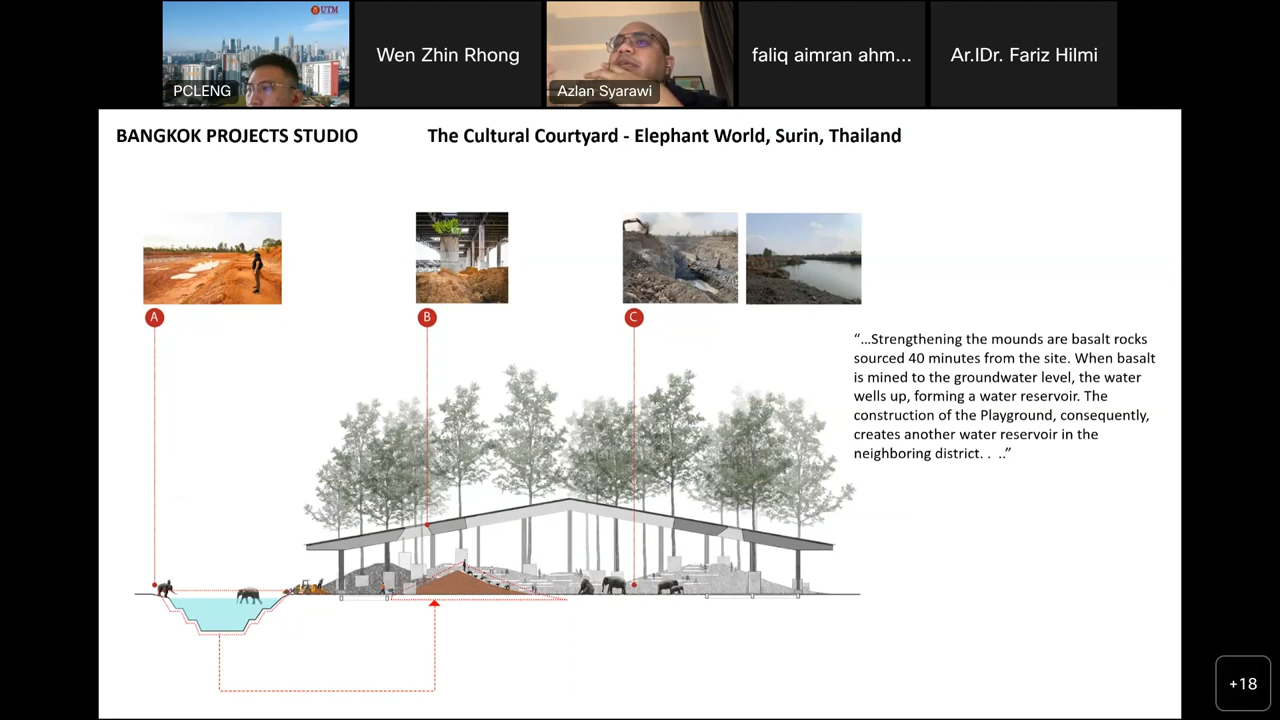 UTM
PCLENG
Wen Zhin Rhong
Azlan Syarawi
faliq aimran ahm...
Ar.IDr. Fariz Hilmi
BANGKOK PROJECTS STUDIO
The Cultural Courtyard - Elephant World, Surin, Thailand
A
B
C
“...Strengthening the mounds are basalt rocks
sourced 40 minutes from the site. When basalt
is mined to the groundwater level, the water
wells up, forming a water reservoir. The
construction of the Playground, consequently,
creates another water reservoir in the
neighboring district. . ..”
+18